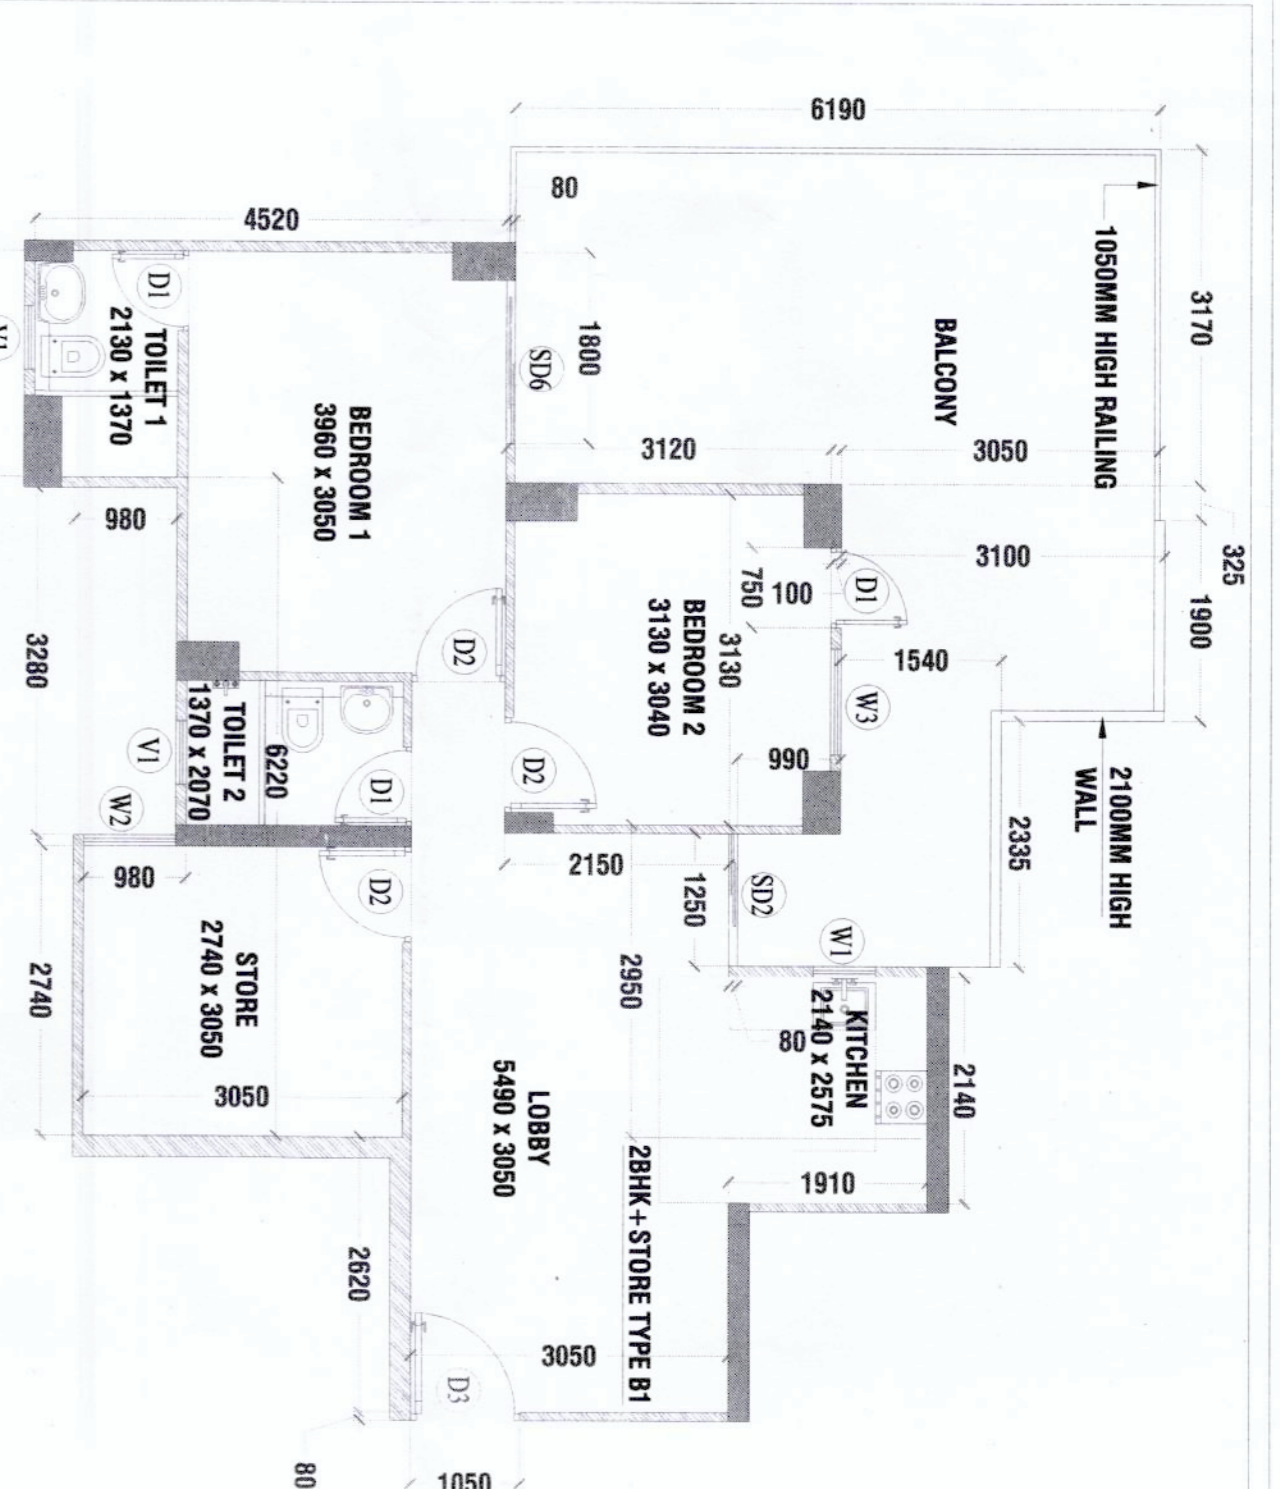 6190
80
4520
1050MM HIGH RAILING
3170
BALCONY
1800
SD6
3120
3050
D1
TOILET 1
2130 x 1370
V1
BEDROOM 1
3960 x 3050
980
3280
325
1900
3100
D1
750
100
BEDROOM 2
3130 x 3040
3130
1540
W3
990
D2
D2
TOILET 2
1370 x 2070
6220
D1
V1
W2
2100MM HIGH
WALL
2335
2150
1250
SD2
W1
980
D2
STORE
2740 x 3050
2740
3050
2950
80
KITCHEN
2140 x 2575
2140
1910
LOBBY
5490 x 3050
2BHK+STORE TYPE B1
2620
3050
D3
80
1050